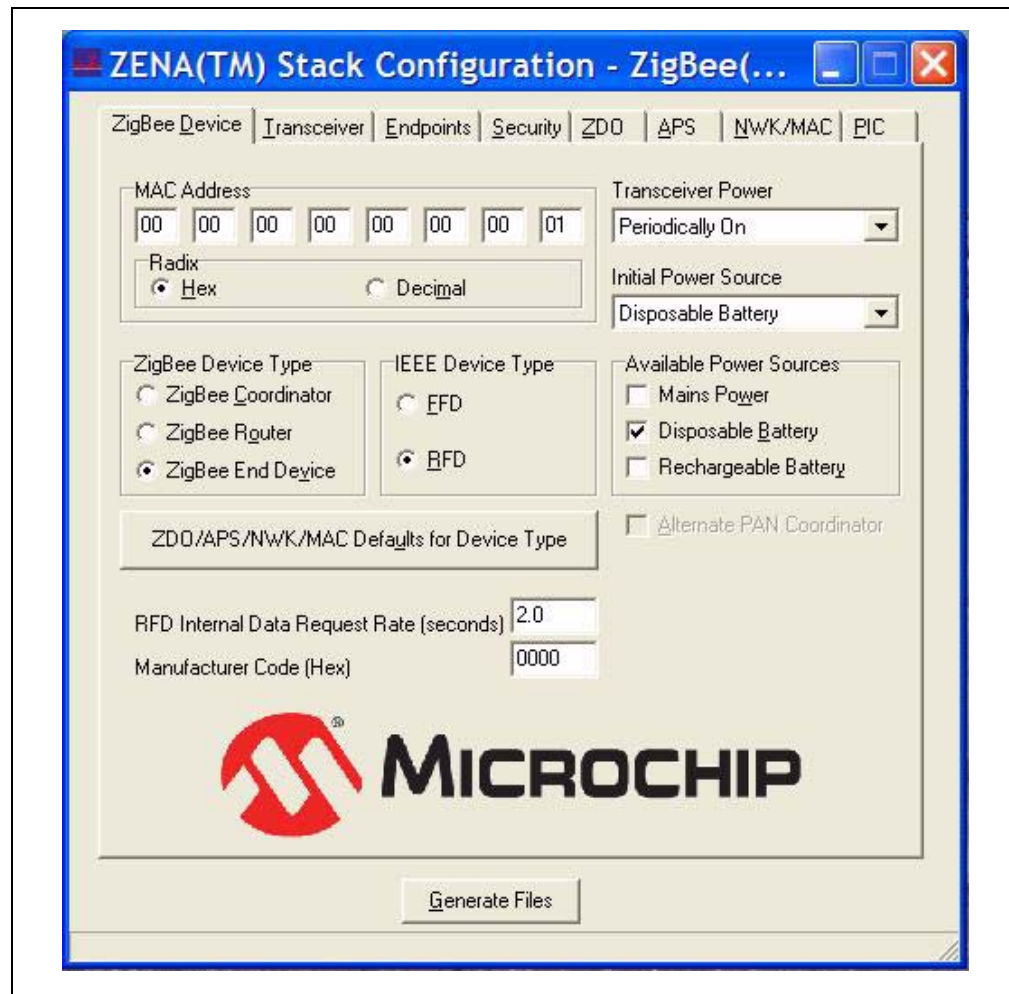 ZENA(TM) Stack Configuration - ZigBee(...
ZigBee Device Transceiver Endpoints Security ZDO APS NWK/MAC PIC
MAC Address
00 00 00 00 00 00 00 01
Radix
Hex Decimal
Transceiver Power
Periodically On
Initial Power Source
Disposable Battery
ZigBee Device Type
ZigBee Coordinator
ZigBee Router
ZigBee End Device
IEEE Device Type
FFD
RFD
Available Power Sources
Mains Power
Disposable Battery
Rechargeable Battery
ZDO/APS/NWK/MAC Defaults for Device Type
Alternate PAN Coordinator
RFD Internal Data Request Rate (seconds) 2.0
Manufacturer Code (Hex) 0000
® MICROCHIP
Generate Files